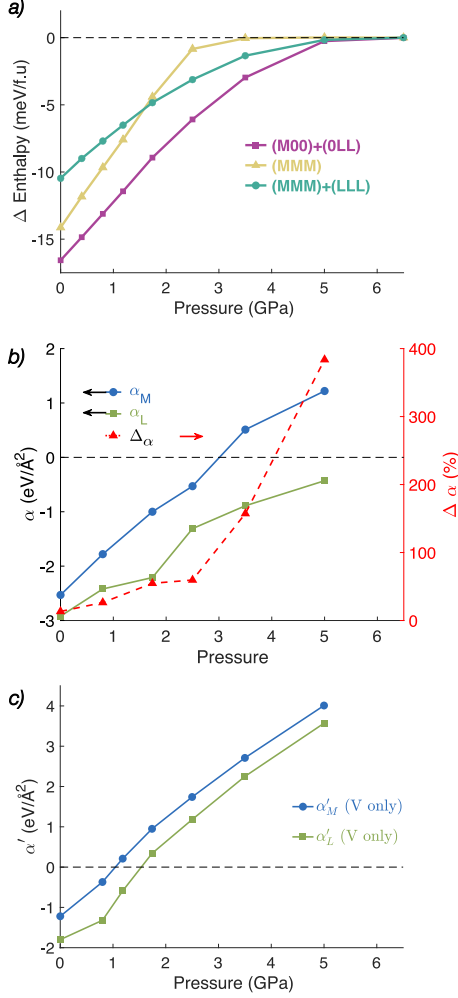 a)
Δ Enthalpy (meV/f.u)
0
-5
-10
-15
(M00)+(0LL)
(MMM)
(MMM)+(LLL)
0 1 2 3 4 5 6
Pressure (GPa)
b)
α (eV/Å²)
2
1
0
-1
-2
-3
α_M
α_L
Δ_α
400
300
200
100
0
Δ α (%)
0 1 2 3 4 5 6
Pressure
c)
α' (eV/Å²)
4
3
2
1
0
-1
-2
α′_M (V only)
α′_L (V only)
0 1 2 3 4 5 6
Pressure (GPa)